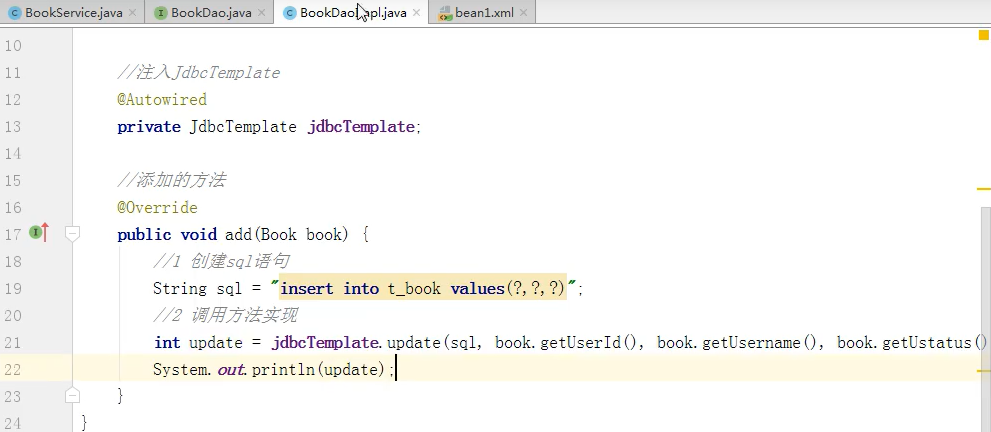 BookService.java BookDao.java BookDaoImpl.java bean1.xml
10
11 //注入JdbcTemplate
12 @Autowired
13 private JdbcTemplate jdbcTemplate;
14
15 //添加的方法
16 @Override
17 public void add(Book book) {
18 //1 创建sql语句
19 String sql = "insert into t_book values(?,?,?)";
20 //2 调用方法实现
21 int update = jdbcTemplate.update(sql, book.getUserId(), book.getUsername(), book.getUstatus()
22 System.out.println(update);
23 }
24 }